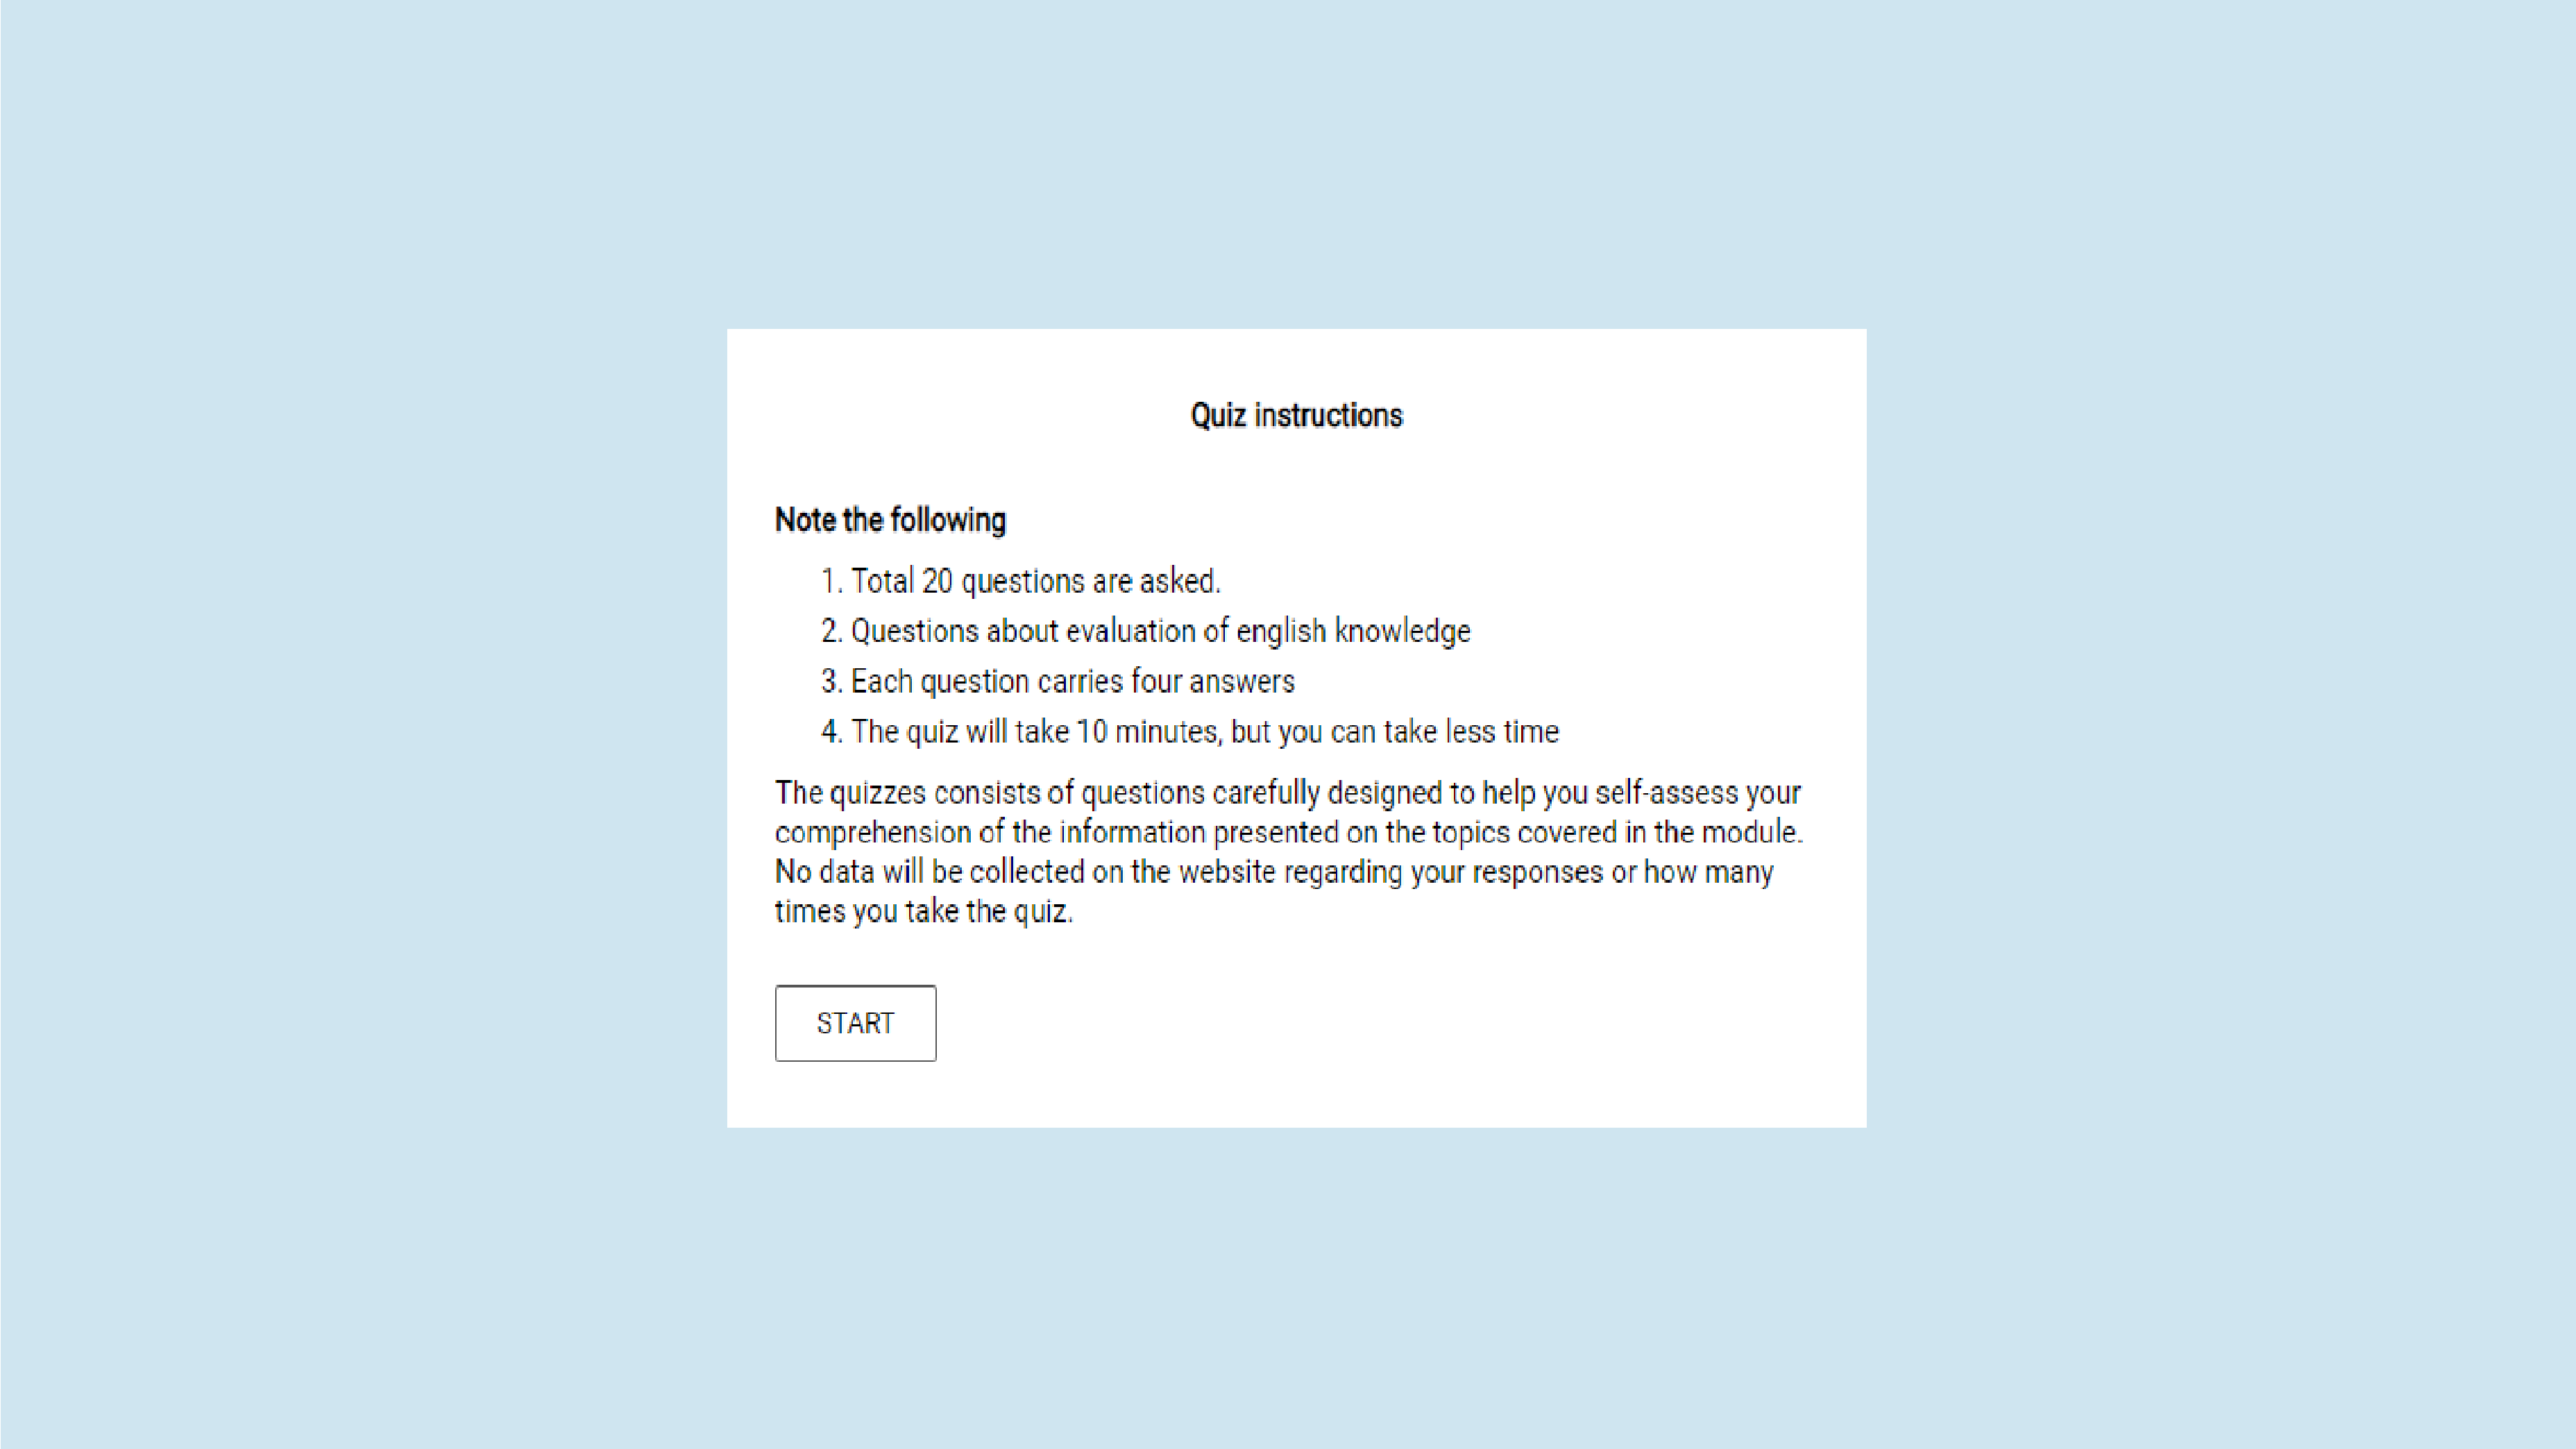 Quiz instructions
Note the following
1. Total 20 questions are asked.
2. Questions about evaluation of english knowledge
3. Each question carries four answers
4. The quiz will take 10 minutes, but you can take less time
The quizzes consists of questions carefully designed to help you self-assess your
comprehension of the information presented on the topics covered in the module.
No data will be collected on the website regarding your responses or how many
times you take the quiz.
START